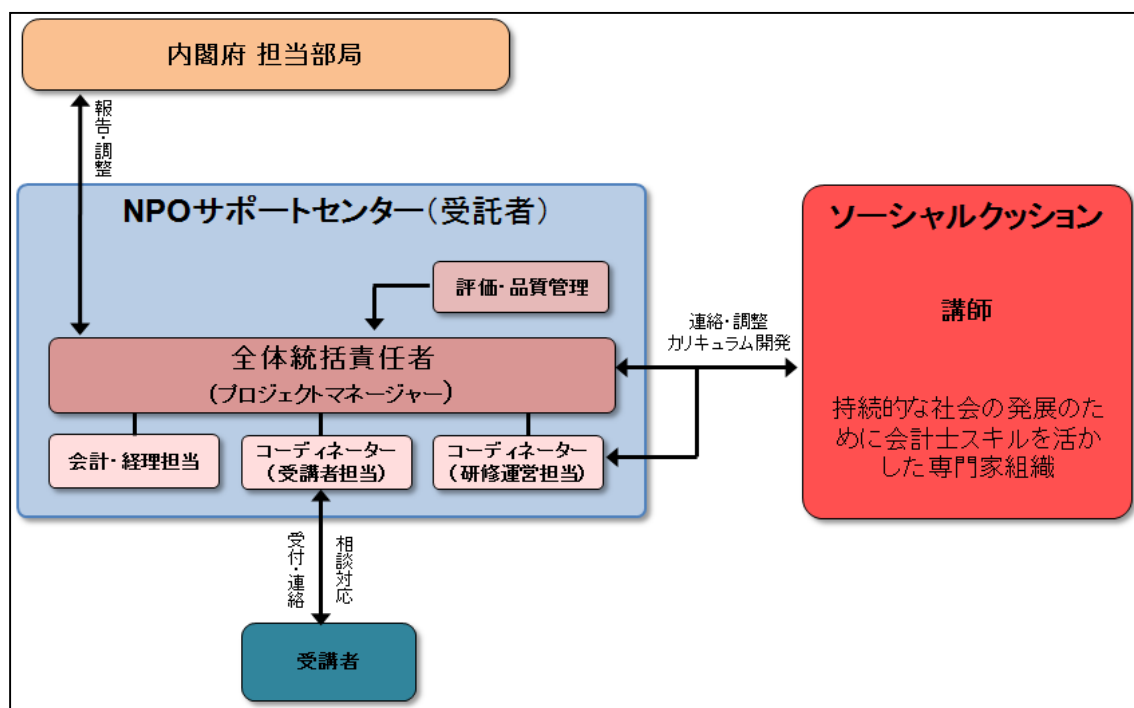 内閣府 担当部局
報告・調整
NPOサポートセンター(受託者)
評価・品質管理
全体統括責任者
(プロジェクトマネージャー)
会計・経理担当
コーディネーター
(受講者担当)
コーディネーター
(研修運営担当)
連絡・調整
カリキュラム開発
ソーシャルクッション
講師
持続的な社会の発展のた
めに会計士スキルを活か
した専門家組織
受付・連絡
相談対応
受講者